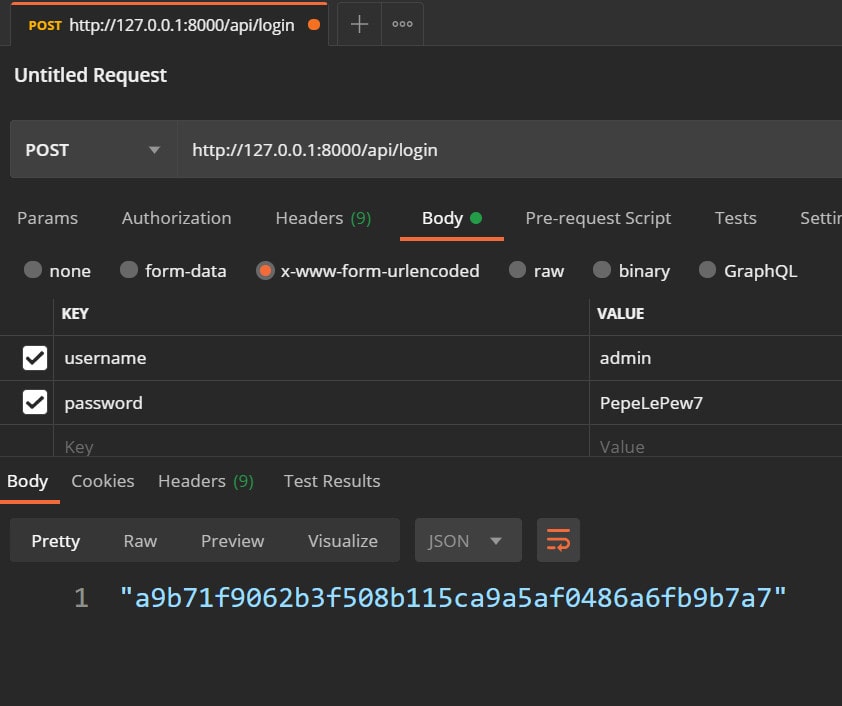 POST http://127.0.0.1:8000/api/login
Untitled Request
POST http://127.0.0.1:8000/api/login
Params Authorization Headers (9) Body Pre-request Script Tests Settin
none form-data x-www-form-urlencoded raw binary GraphQL
KEY VALUE
username admin
password PepeLePew7
Key Value
Body Cookies Headers (9) Test Results
Pretty Raw Preview Visualize JSON
1 "a9b71f9062b3f508b115ca9a5af0486a6fb9b7a7"